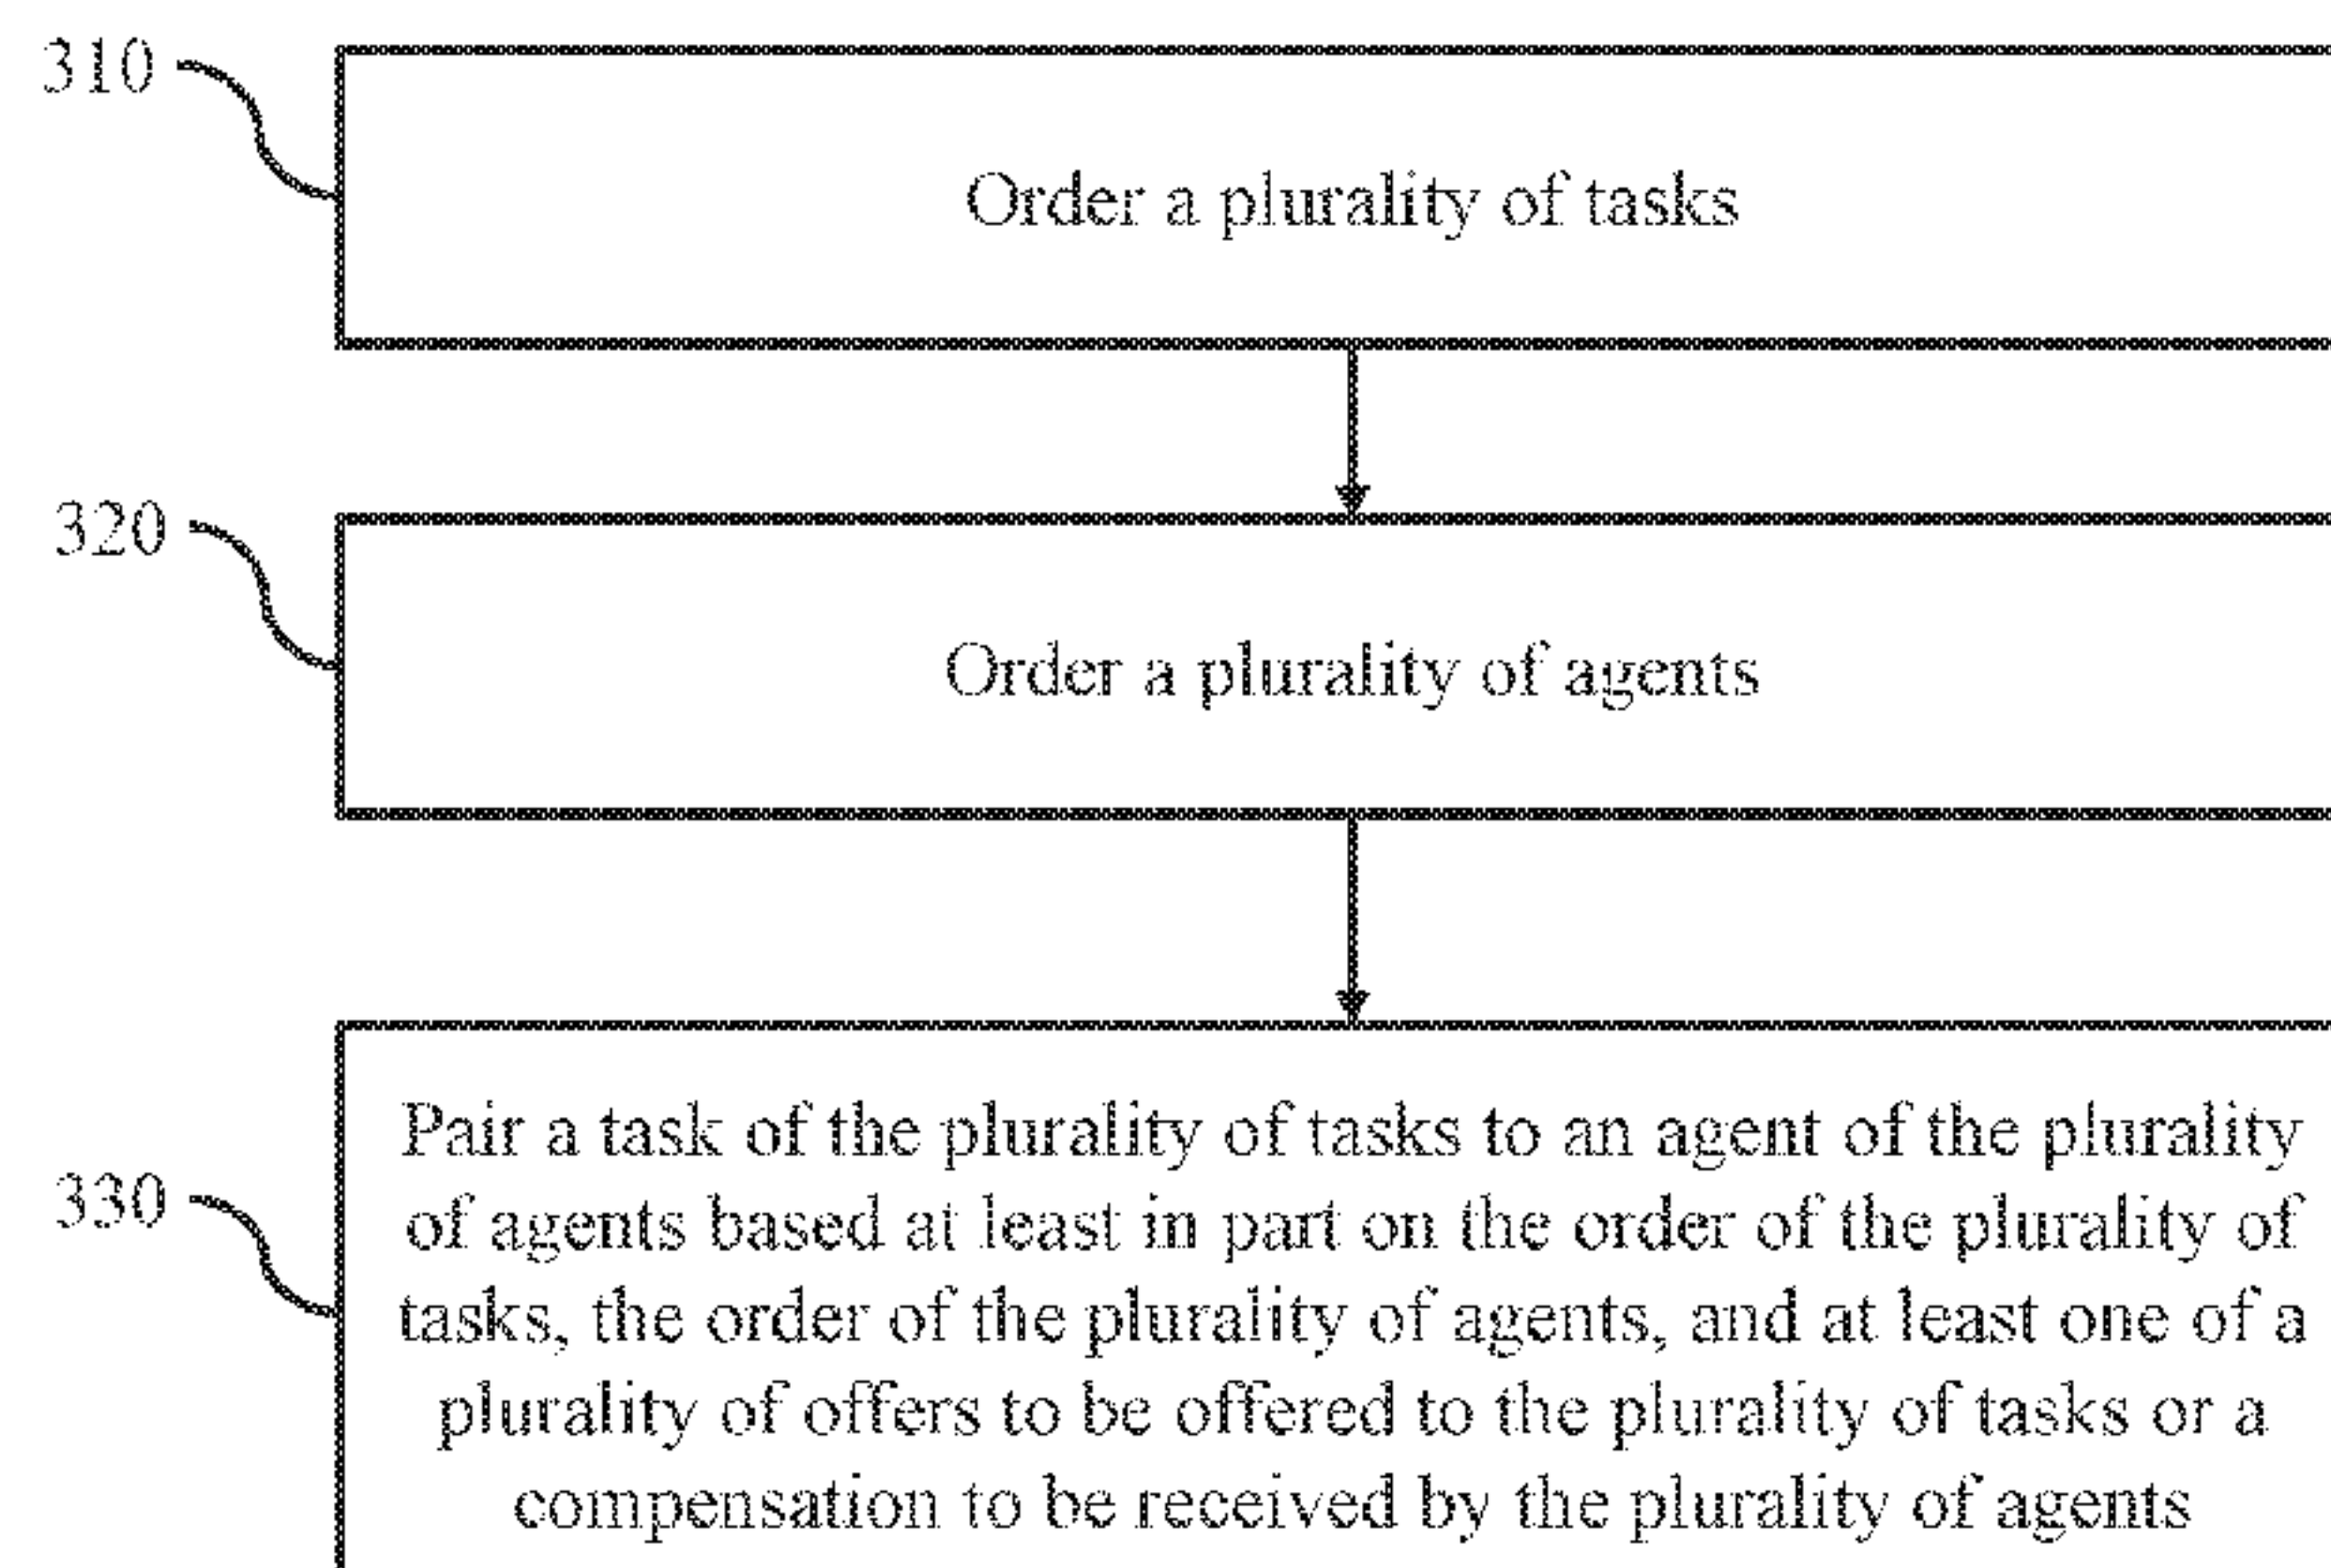 310
Order a plurality of tasks
320
Order a plurality of agents
330
Pair a task of the plurality of tasks to an agent of the plurality
of agents based at least in part on the order of the plurality of
tasks, the order of the plurality of agents, and at least one of a
plurality of offers to be offered to the plurality of tasks or a
compensation to be received by the plurality of agents